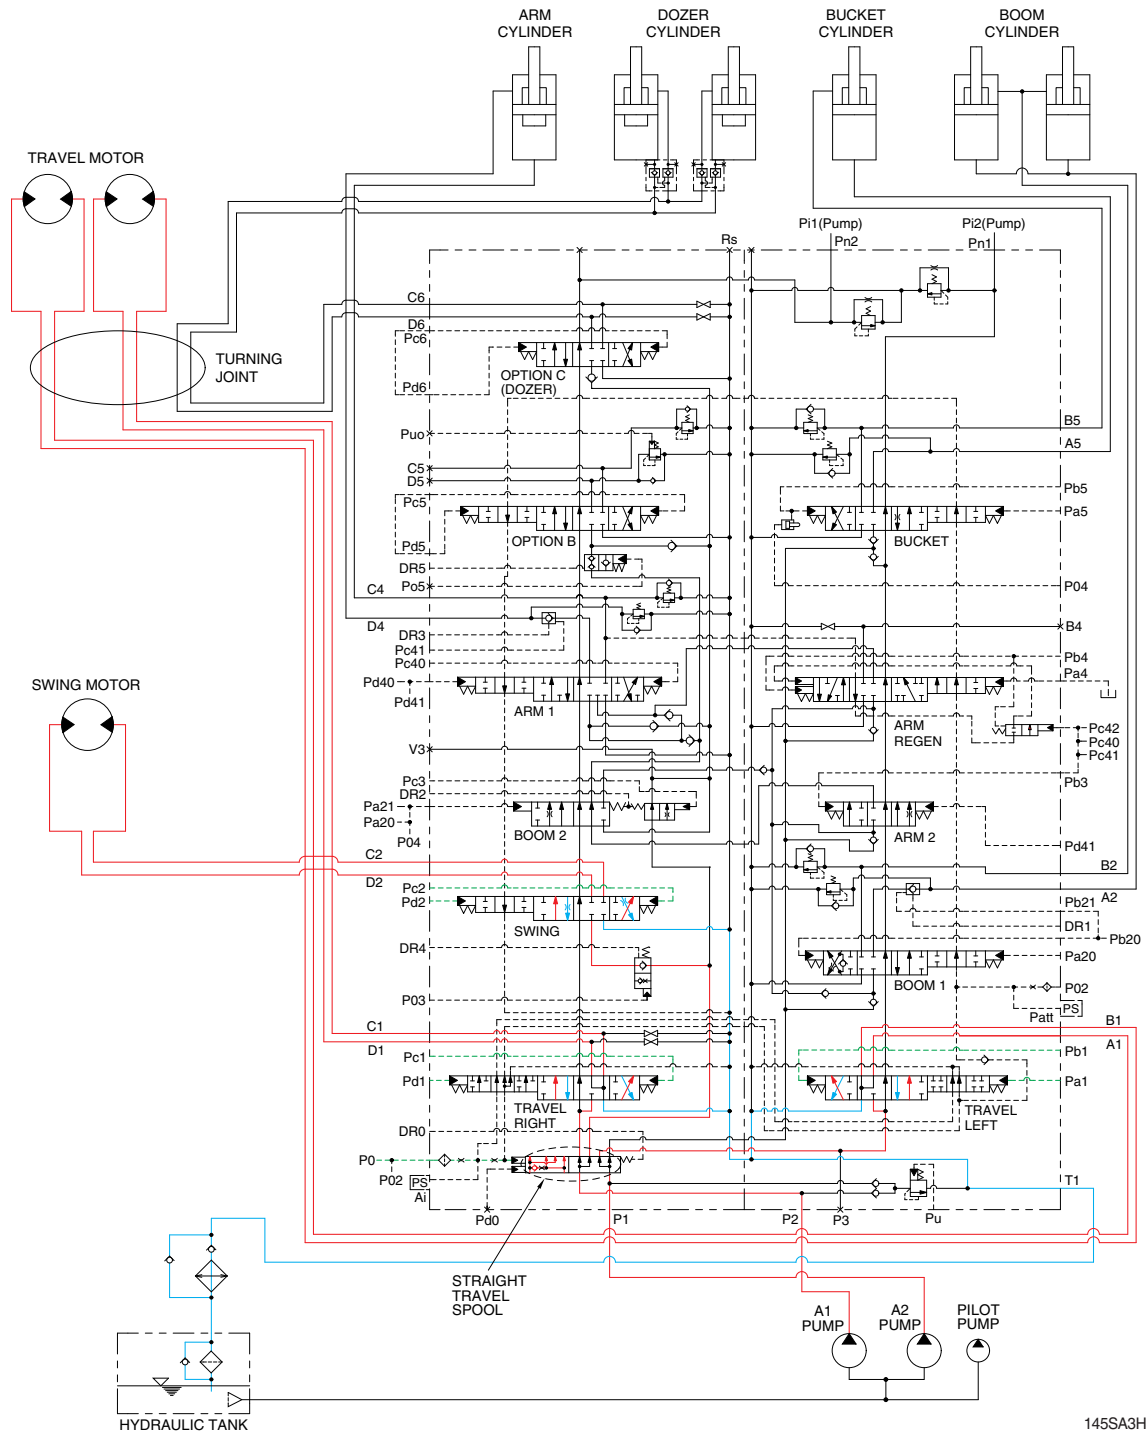 ARM
CYLINDER
DOZER
CYLINDER
BUCKET
CYLINDER
BOOM
CYLINDER
TRAVEL MOTOR
TURNING
JOINT
Pi1(Pump)
Pi2(Pump)
Rs
Pn2
Pn1
C6
D6
Pc6
Pd6
OPTION C
(DOZER)
Puo
C5
D5
Pc5
Pd5
OPTION B
DR5
Po5
C4
D4
DR3
Pc41
Pc40
Pd40
Pd41
ARM 1
V3
Pc3
DR2
Pa21
Pa20
P04
BOOM 2
SWING MOTOR
C2
D2
Pc2
Pd2
SWING
DR4
P03
C1
D1
Pc1
Pd1
TRAVEL
RIGHT
DR0
P0
P02
PS
Ai
Pd0
P1
P2
P3
Pu
B5
A5
Pb5
Pa5
BUCKET
P04
B4
Pb4
Pa4
ARM
REGEN
Pc42
Pc40
Pc41
Pb3
ARM 2
Pd41
B2
A2
Pb21
DR1
Pb20
Pa20
BOOM 1
P02
PS
Patt
B1
A1
Pb1
Pa1
TRAVEL
LEFT
T1
STRAIGHT
TRAVEL
SPOOL
A1
PUMP
A2
PUMP
PILOT
PUMP
HYDRAULIC TANK
145SA3H